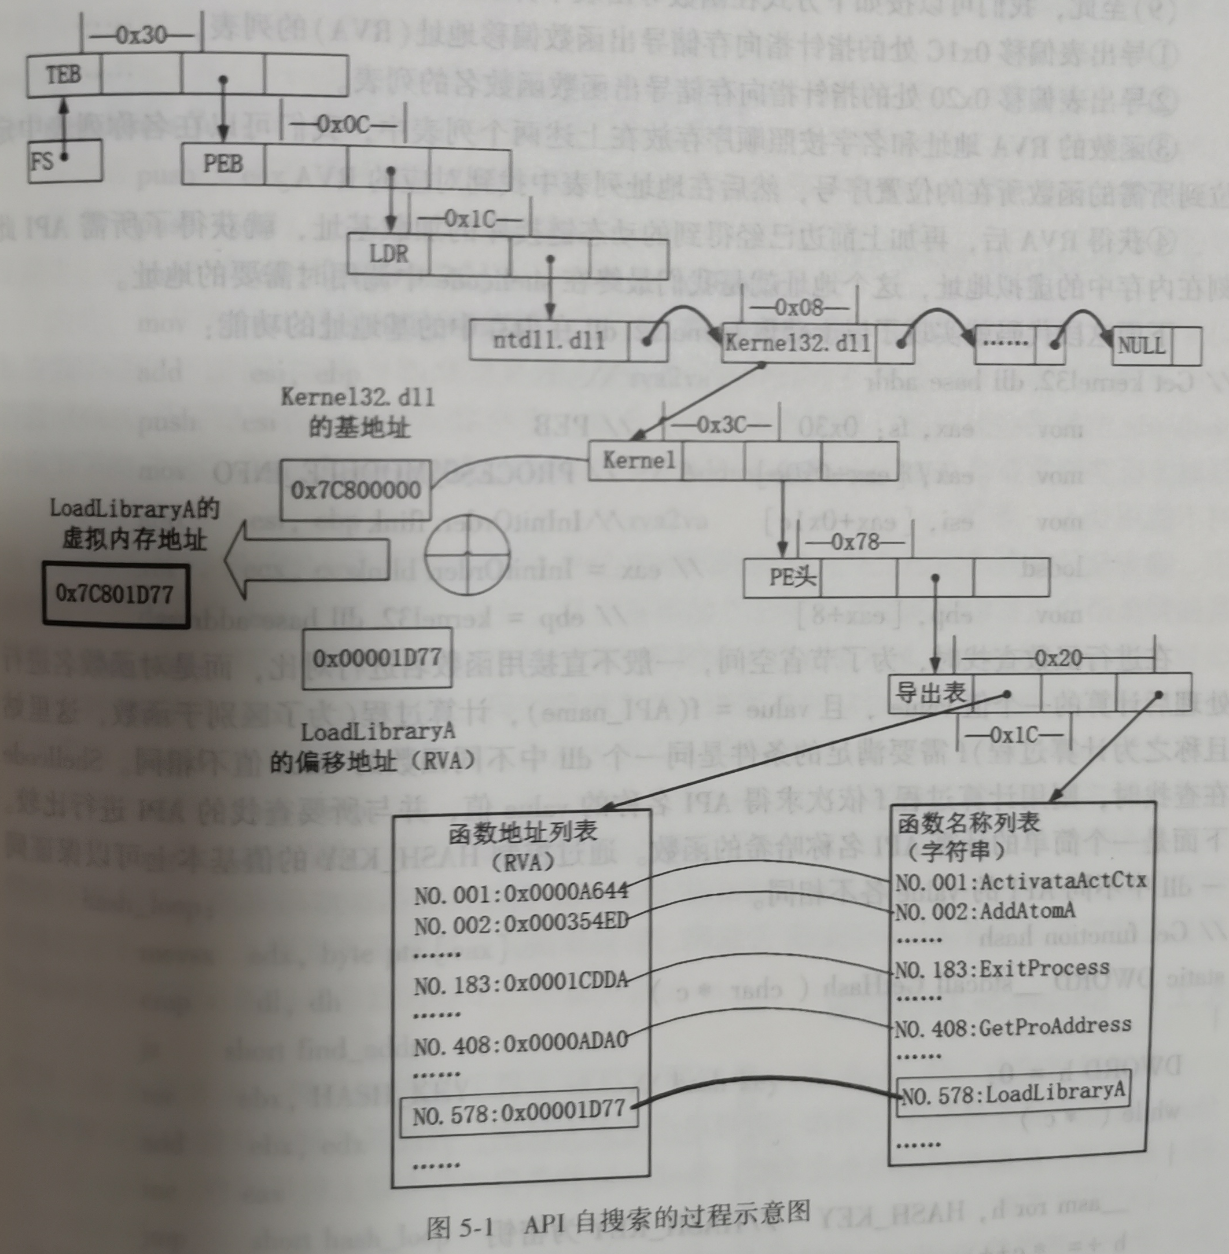 0x30
TEB
0x0C
FS
PEB
0x1C
LDR
0x08
ntdll.dll
Kernel32.dll
......
NULL
Kernel32.dll
的基地址
0x3C
Kernel
0x7C800000
LoadLibraryA的
虚拟内存地址
0x78
PE头
0x7C801D77
0x00001D77
0x20
导出表
LoadLibraryA
的偏移地址（RVA）
0x1C
函数地址列表
（RVA）
NO.001:0x0000A644
NO.002:0x000354ED
......
NO.183:0x0001CDDA
......
NO.408:0x0000ADA0
......
NO.578:0x00001D77
......
函数名称列表
（字符串）
NO.001:ActivataActCtx
NO.002:AddAtomA
......
NO.183:ExitProcess
......
NO.408:GetProAddress
......
NO.578:LoadLibraryA
......
图 5-1 API 自搜索的过程示意图